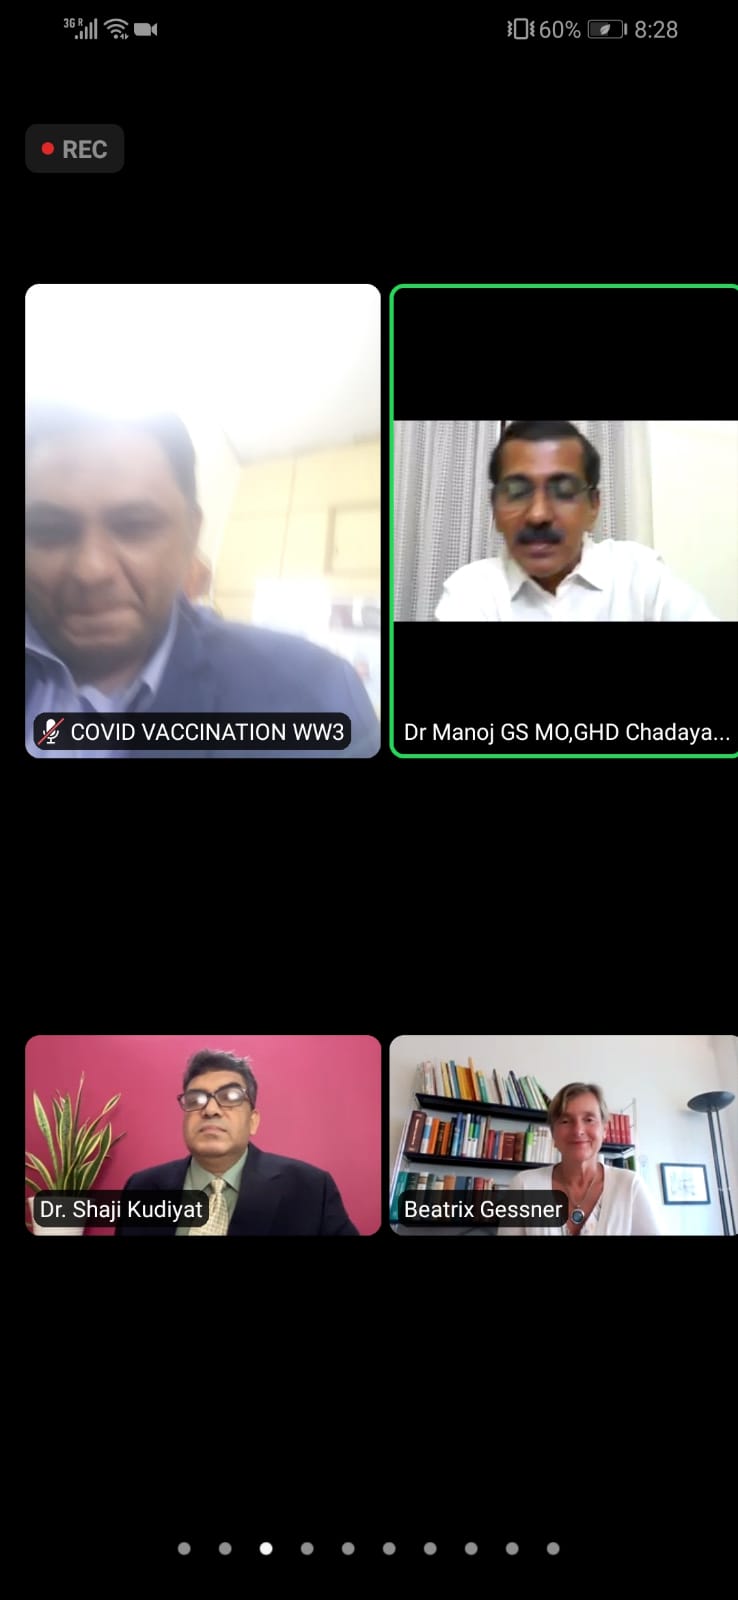 3G R
60%
8:28
REC
COVID VACCINATION WW3
Dr Manoj GS MO,GHD Chadaya...
Dr. Shaji Kudiyat
Beatrix Gessner